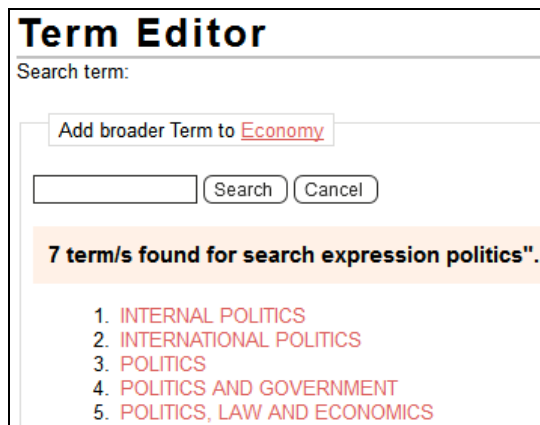 Term Editor
Search term:
Add broader Term to Economy
Search Cancel
7 term/s found for search expression politics".
1. INTERNAL POLITICS
2. INTERNATIONAL POLITICS
3. POLITICS
4. POLITICS AND GOVERNMENT
5. POLITICS, LAW AND ECONOMICS